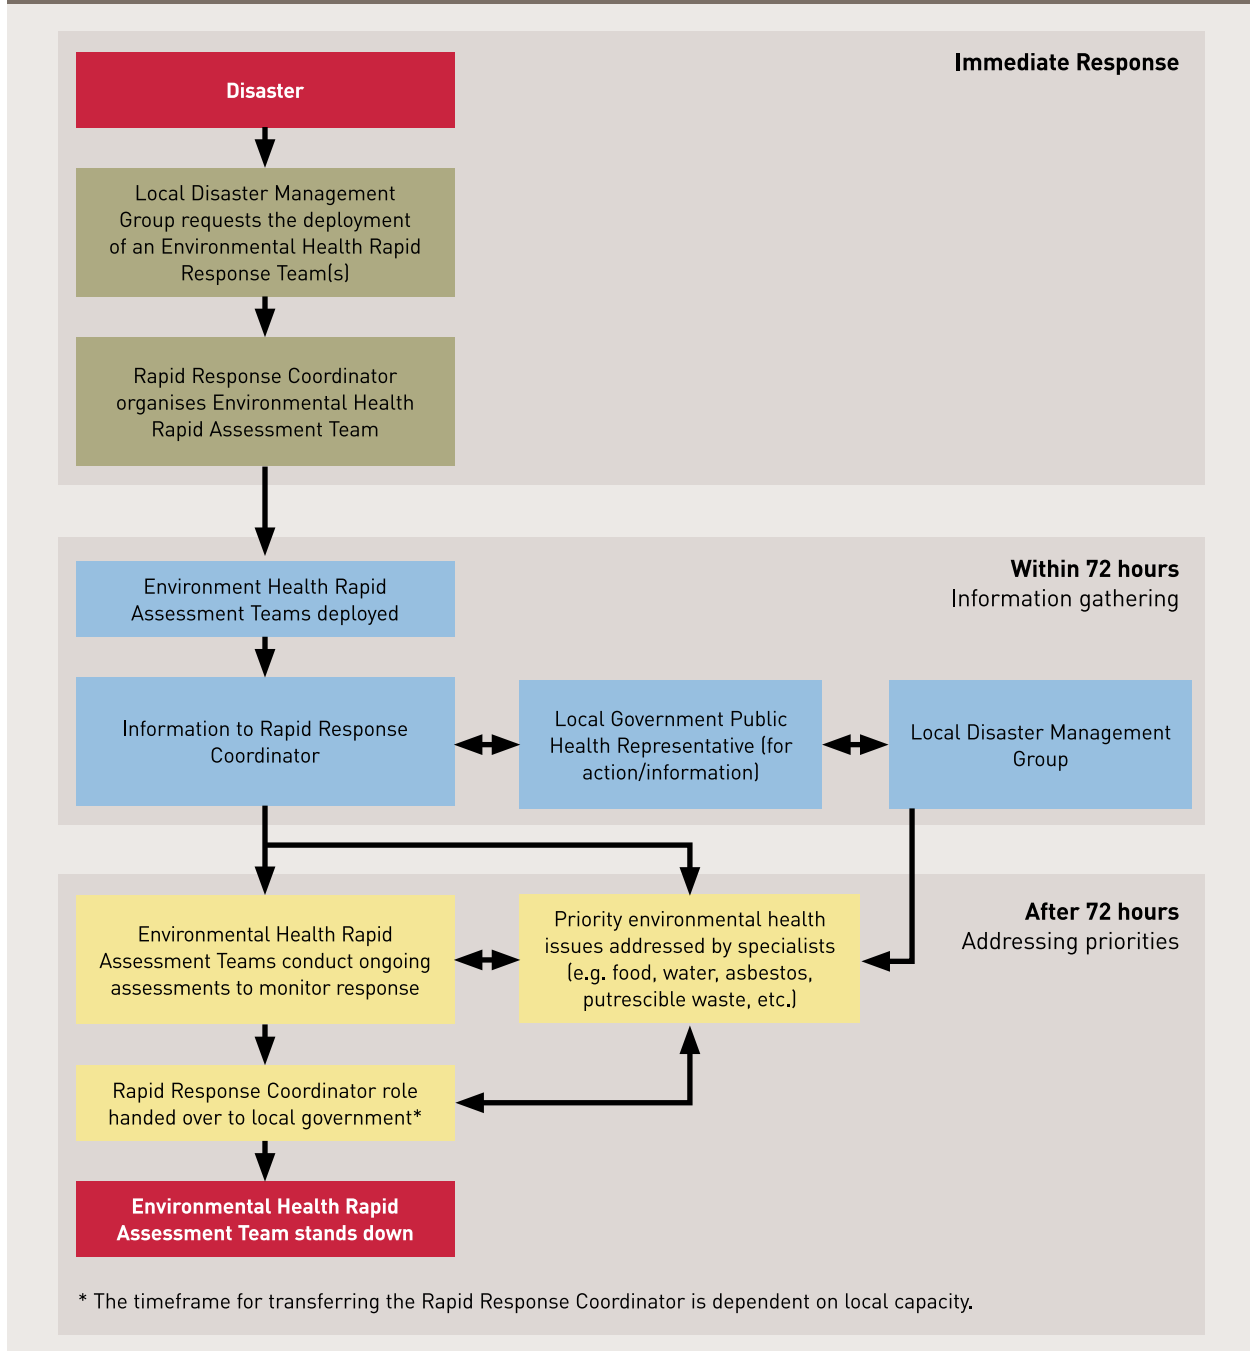 Immediate Response
Disaster
Local Disaster Management
Group requests the deployment
of an Environmental Health Rapid
Response Team(s)
Rapid Response Coordinator
organises Environmental Health
Rapid Assessment Team
Within 72 hours
Information gathering
Environment Health Rapid
Assessment Teams deployed
Information to Rapid Response
Coordinator
Local Government Public
Health Representative (for
action/information)
Local Disaster Management
Group
After 72 hours
Addressing priorities
Environmental Health Rapid
Assessment Teams conduct ongoing
assessments to monitor response
Priority environmental health
issues addressed by specialists
(e.g. food, water, asbestos,
putrescible waste, etc.)
Rapid Response Coordinator role
handed over to local government*
Environmental Health Rapid
Assessment Team stands down
* The timeframe for transferring the Rapid Response Coordinator is dependent on local capacity.